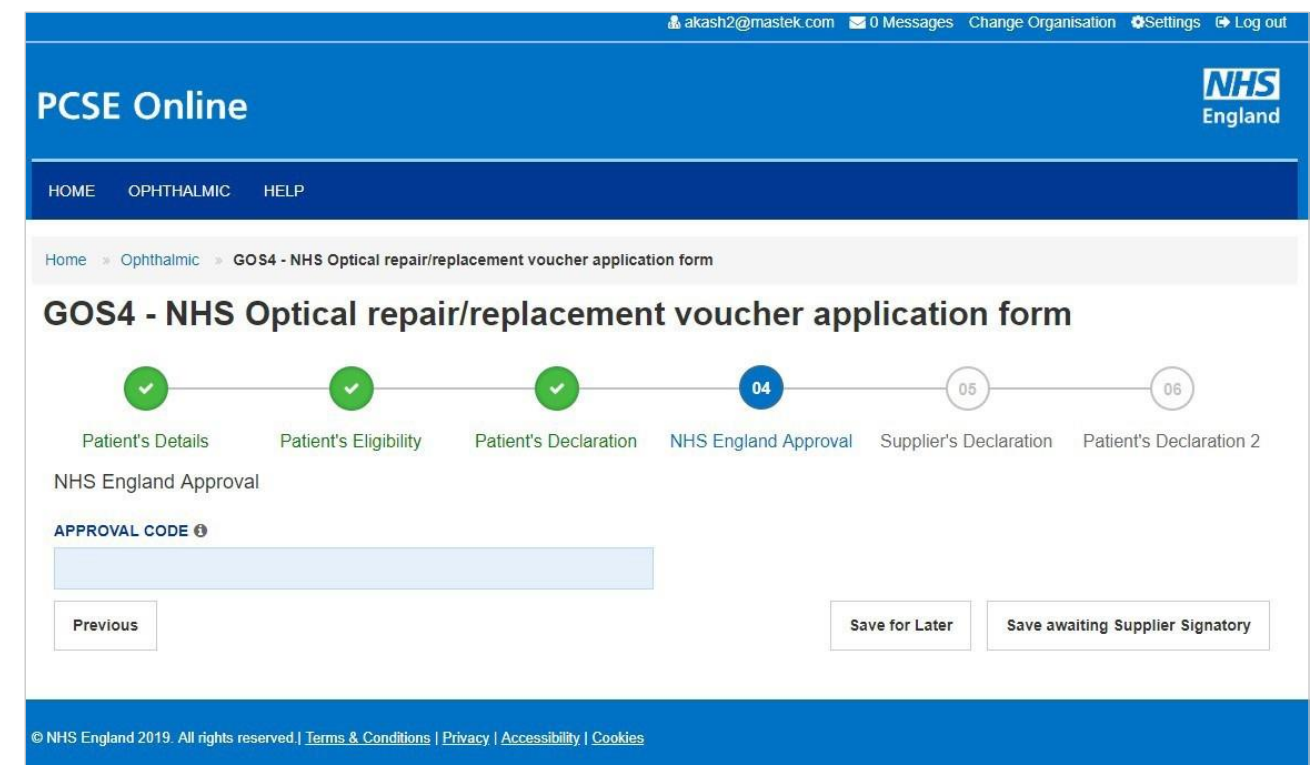 akash2@mastek.com 0 Messages Change Organisation Settings Log out
PCSE Online
NHS
England
HOME OPHTHALMIC HELP
Home » Ophthalmic » GOS4 - NHS Optical repair/replacement voucher application form
GOS4 - NHS Optical repair/replacement voucher application form
04 05 06
Patient's Details Patient's Eligibility Patient's Declaration NHS England Approval Supplier's Declaration Patient's Declaration 2
NHS England Approval
APPROVAL CODE
Previous Save for Later Save awaiting Supplier Signatory
© NHS England 2019. All rights reserved.| Terms & Conditions | Privacy | Accessibility | Cookies